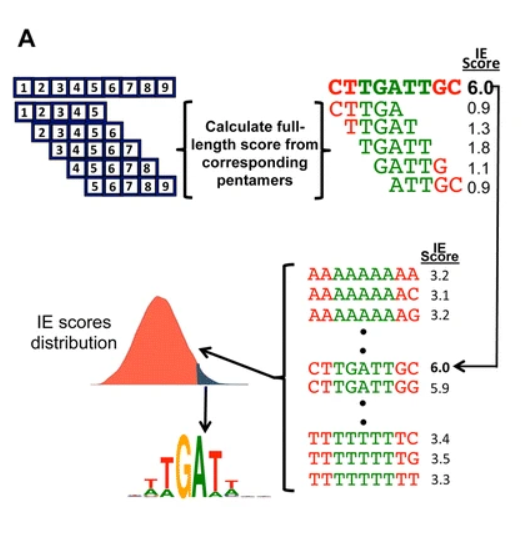 A
IE
Score
1 2 3 4 5 6 7 8 9
CTTGATTGC 6.0
1 2 3 4 5
CTTGA 0.9
2 3 4 5 6
TTGAT 1.3
3 4 5 6 7
TGATT 1.8
4 5 6 7 8
GATTG 1.1
5 6 7 8 9
ATTGC 0.9
Calculate full-
length score from
corresponding
pentamers
IE
Score
AAAAAAAAA 3.2
AAAAAAAAC 3.1
AAAAAAAAG 3.2
CTTGATTGC 6.0
CTTGATTGG 5.9
TTTTTTTTC 3.4
TTTTTTTTG 3.5
TTTTTTTTT 3.3
IE scores
distribution
TTGATT
A A